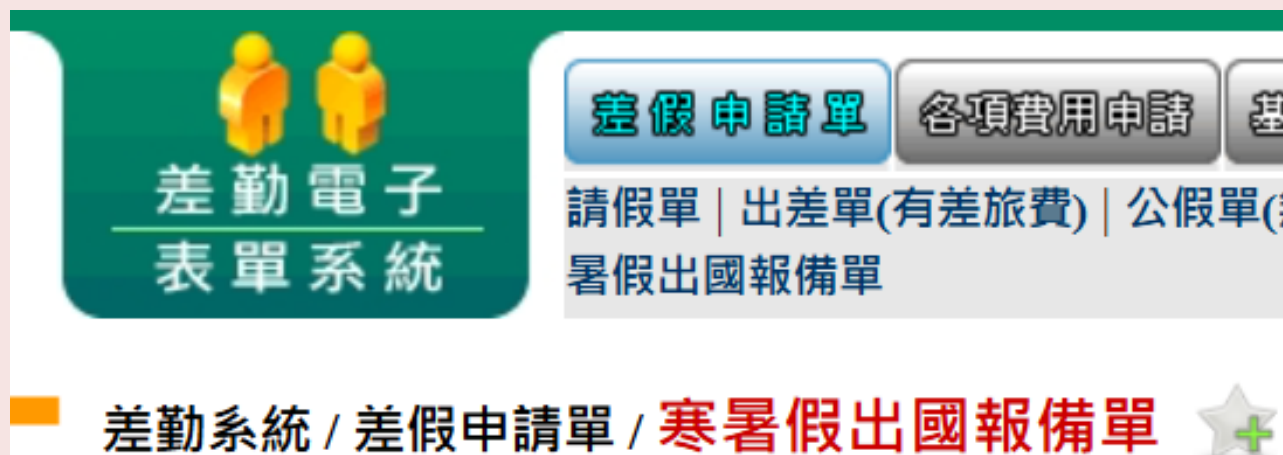 差勤電子
表單系統
差假申請單 各項費用申請 基
請假單 | 出差單(有差旅費) | 公假單(
暑假出國報備單
差勤系統 / 差假申請單 / 寒暑假出國報備單